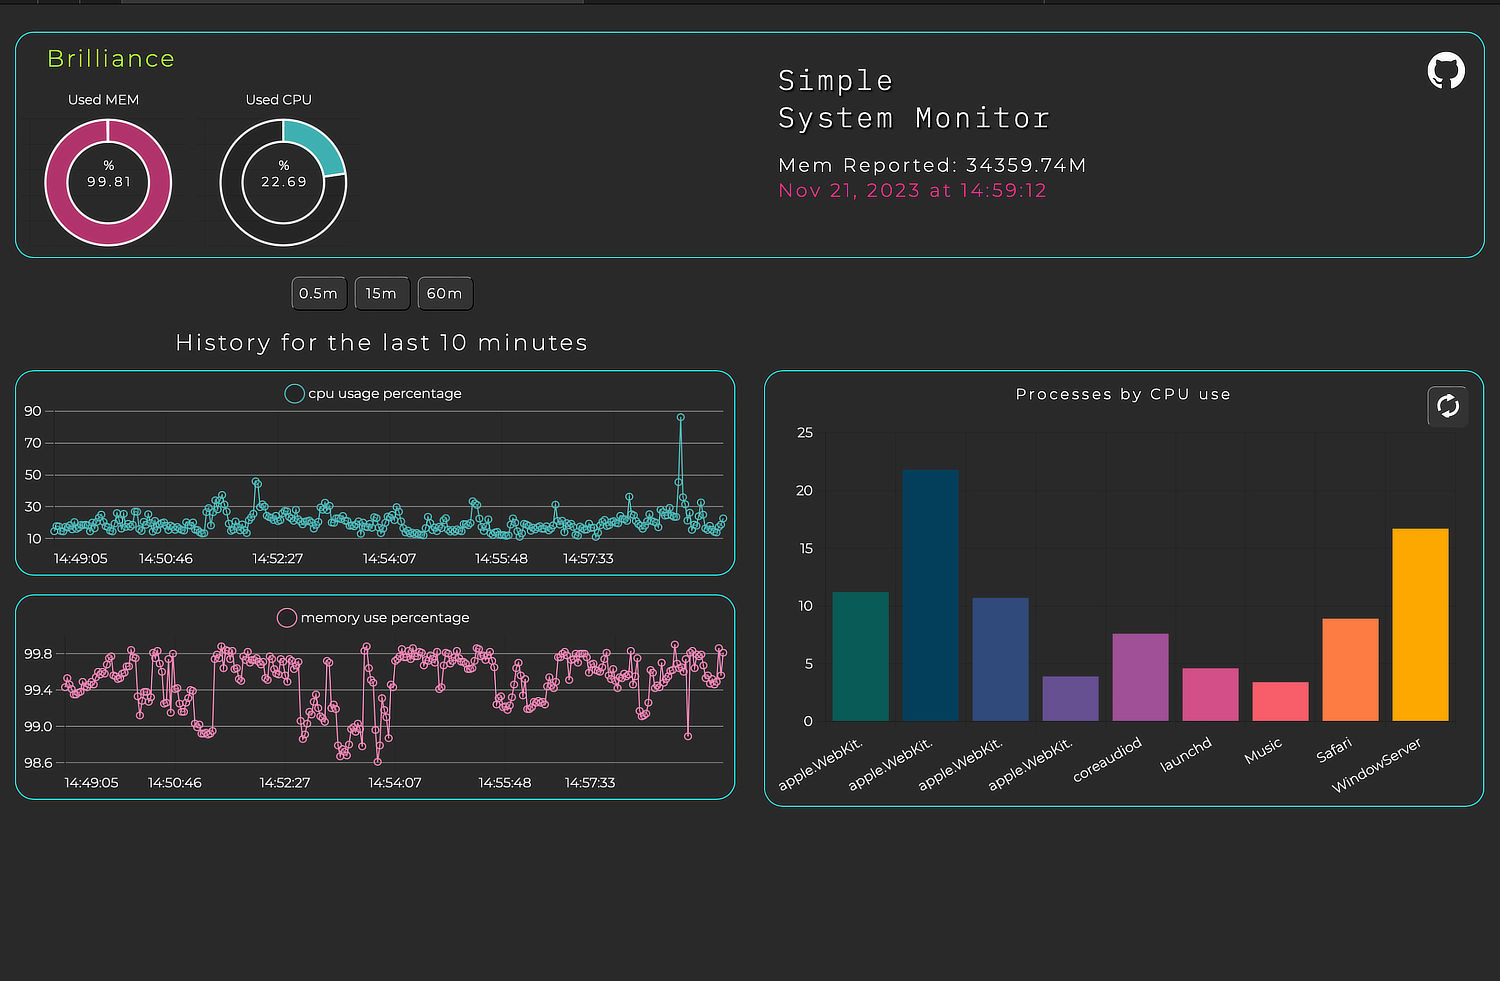 Brilliance
Used MEM
Used CPU
%
99.81
%
22.69
Simple
System Monitor
Mem Reported: 34359.74M
Nov 21, 2023 at 14:59:12
0.5m
15m
60m
History for the last 10 minutes
cpu usage percentage
90
70
50
30
10
14:49:05
14:50:46
14:52:27
14:54:07
14:55:48
14:57:33
memory use percentage
99.8
99.4
99.0
98.6
14:49:05
14:50:46
14:52:27
14:54:07
14:55:48
14:57:33
Processes by CPU use
25
20
15
10
5
0
apple.WebKit.
apple.WebKit.
apple.WebKit.
apple.WebKit.
coreaudiod
launchd
Music
Safari
WindowServer